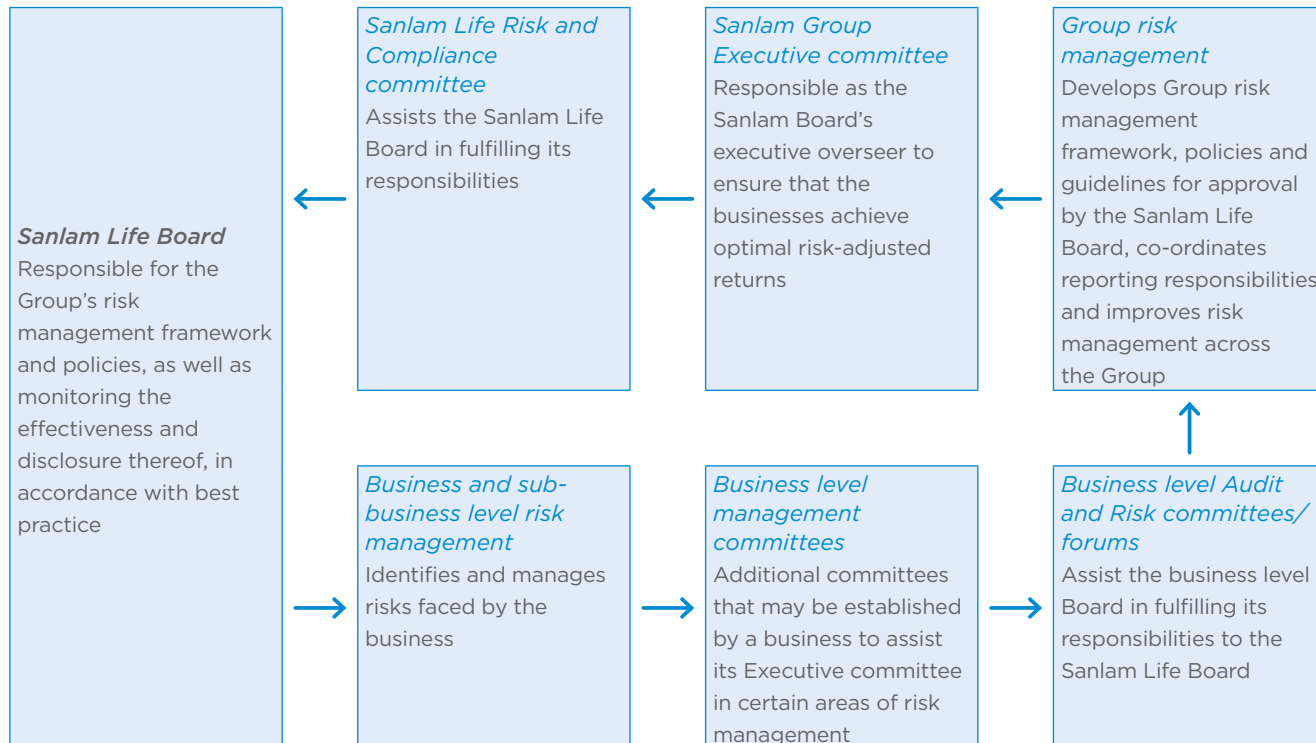 Sanlam Life Board
Responsible for the
Group’s risk
management framework
and policies, as well as
monitoring the
effectiveness and
disclosure thereof, in
accordance with best
practice
Sanlam Life Risk and
Compliance
committee
Assists the Sanlam Life
Board in fulfilling its
responsibilities
Sanlam Group
Executive committee
Responsible as the
Sanlam Board’s
executive overseer to
ensure that the
businesses achieve
optimal risk-adjusted
returns
Group risk
management
Develops Group risk
management
framework, policies and
guidelines for approval
by the Sanlam Life
Board, co-ordinates
reporting responsibilities
and improves risk
management across
the Group
Business and sub-
business level risk
management
Identifies and manages
risks faced by the
business
Business level
management
committees
Additional committees
that may be established
by a business to assist
its Executive committee
in certain areas of risk
management
Business level Audit
and Risk committees/
forums
Assist the business level
Board in fulfilling its
responsibilities to the
Sanlam Life Board